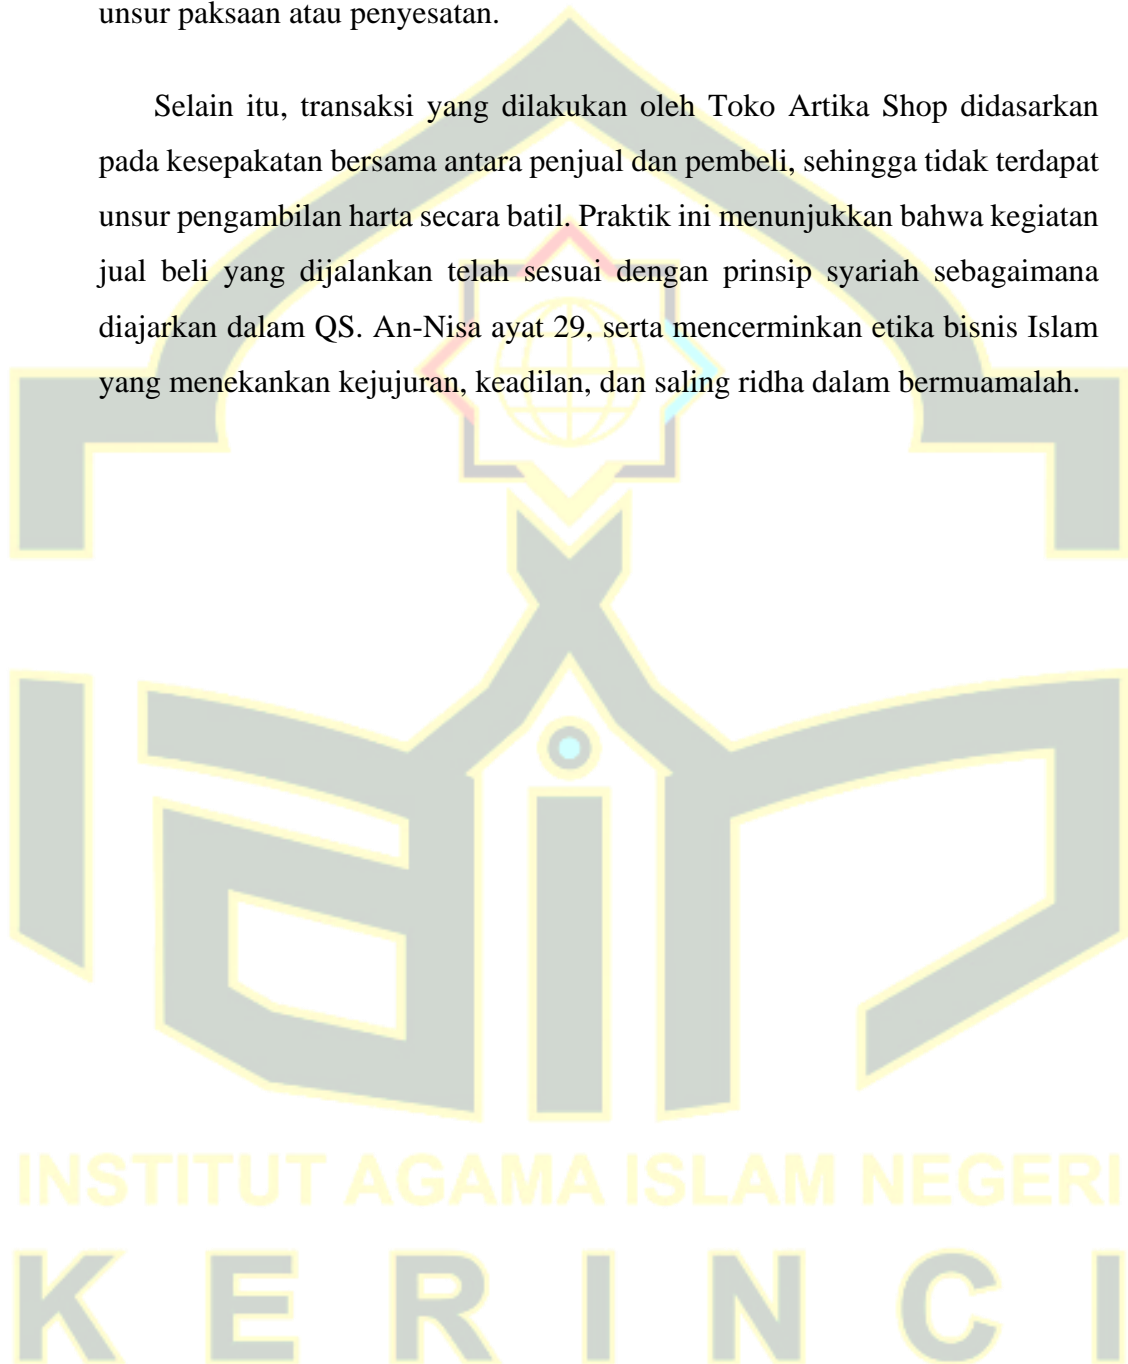 unsur paksaan atau penyesatan.
Selain itu, transaksi yang dilakukan oleh Toko Artika Shop didasarkan
pada kesepakatan bersama antara penjual dan pembeli, sehingga tidak terdapat
unsur pengambilan harta secara batil. Praktik ini menunjukkan bahwa kegiatan
jual beli yang dijalankan telah sesuai dengan prinsip syariah sebagaimana
diajarkan dalam QS. An-Nisa ayat 29, serta mencerminkan etika bisnis Islam
yang menekankan kejujuran, keadilan, dan saling ridha dalam bermuamalah.
iain
INSTITUT AGAMA ISLAM NEGERI
KERINCI